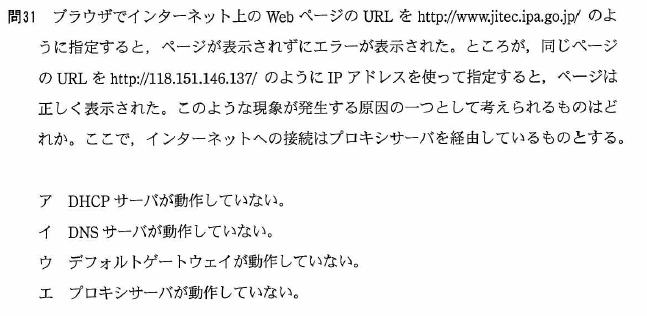 問31 ブラウザでインターネット上の Web ページの URL を http://www.jitec.ipa.go.jp/ のよ
うに指定すると，ページが表示されずにエラーが表示された。ところが，同じページ
の URL を http://118.151.146.137/ のように IP アドレスを使って指定すると，ページは
正しく表示された。このような現象が発生する原因の一つとして考えられるものはど
れか。ここで，インターネットへの接続はプロキシサーバを経由しているものとする。
ア DHCP サーバが動作していない。
イ DNS サーバが動作していない。
ウ デフォルトゲートウェイが動作していない。
エ プロキシサーバが動作していない。